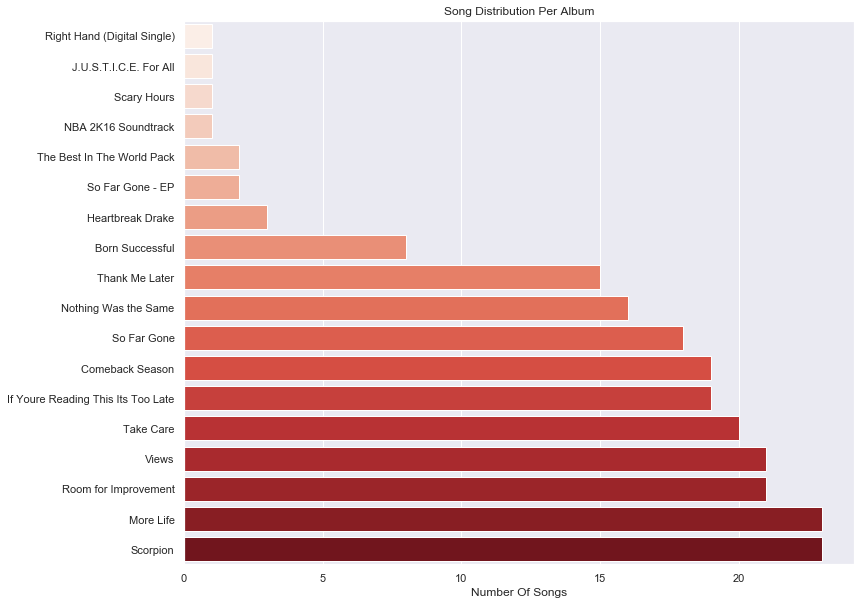 Song Distribution Per Album
Right Hand (Digital Single)
J.U.S.T.I.C.E. For All
Scary Hours
NBA 2K16 Soundtrack
The Best In The World Pack
So Far Gone - EP
Heartbreak Drake
Born Successful
Thank Me Later
Nothing Was the Same
So Far Gone
Comeback Season
If Youre Reading This Its Too Late
Take Care
Views
Room for Improvement
More Life
Scorpion
0 5 10 15 20
Number Of Songs